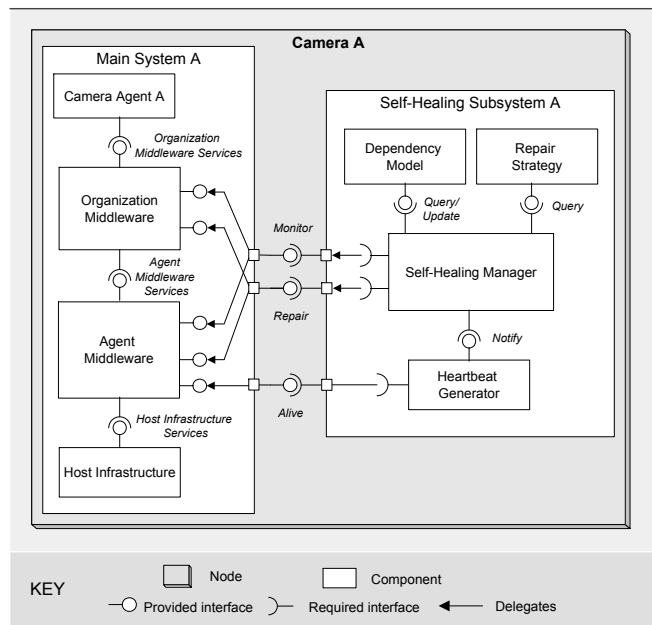 Camera A
Main System A
Camera Agent A
Organization
Middleware Services
Organization
Middleware
Agent
Middleware
Services
Agent
Middleware
Host Infrastructure
Services
Host Infrastructure
Monitor
Repair
Alive
Self-Healing Subsystem A
Dependency
Model
Repair
Strategy
Query/
Update
Query
Self-Healing Manager
Notify
Heartbeat
Generator
KEY
Node
Component
Provided interface
Required interface
Delegates